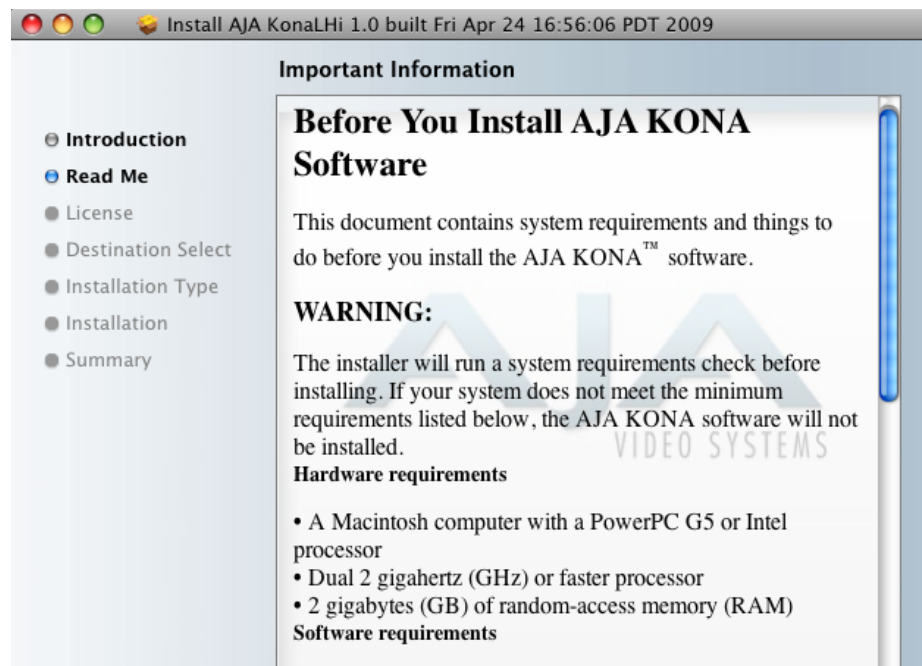 Install AJA KonaLHi 1.0 built Fri Apr 24 16:56:06 PDT 2009
Important Information
Introduction
Read Me
License
Destination Select
Installation Type
Installation
Summary
Before You Install AJA KONA
Software
This document contains system requirements and things to
do before you install the AJA KONA™ software.
WARNING:
The installer will run a system requirements check before
installing. If your system does not meet the minimum
requirements listed below, the AJA KONA software will not
be installed.
Hardware requirements
• A Macintosh computer with a PowerPC G5 or Intel
processor
• Dual 2 gigahertz (GHz) or faster processor
• 2 gigabytes (GB) of random-access memory (RAM)
Software requirements
AJA
VIDEO SYSTEMS